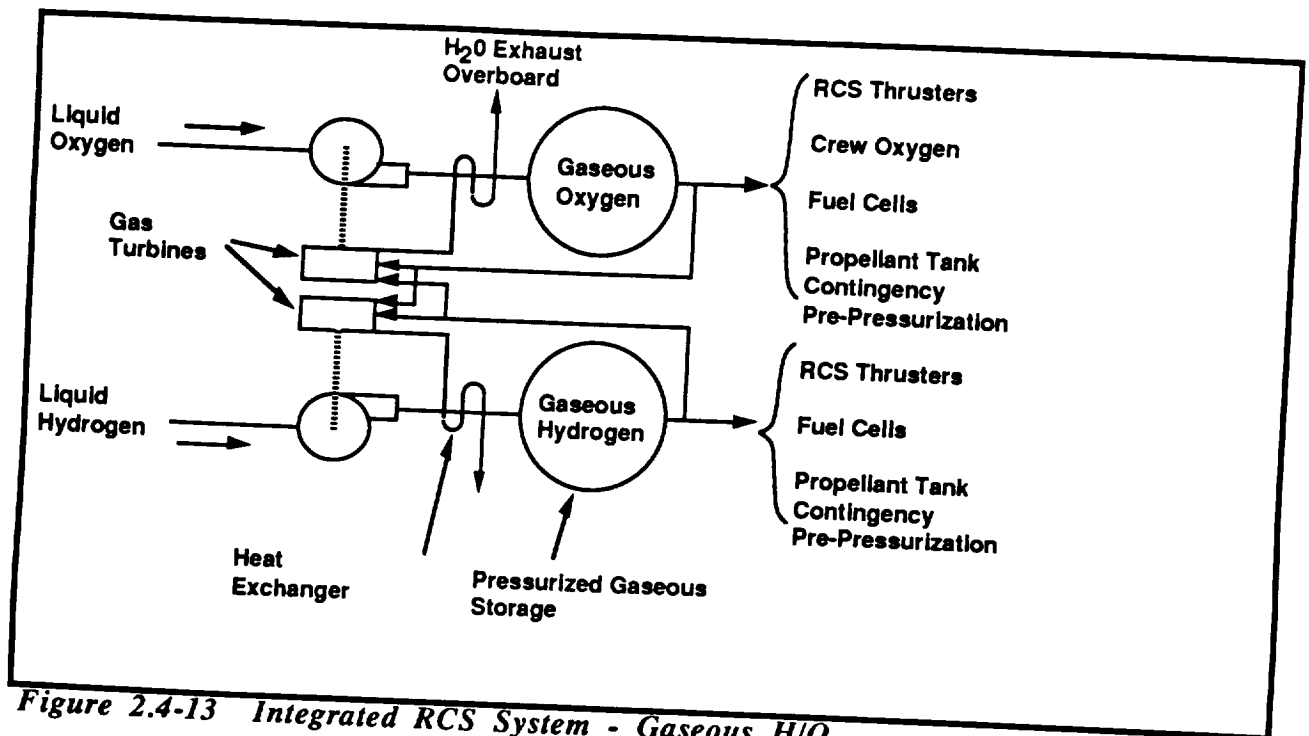 H20 Exhaust
Overboard
Liquid
Oxygen
Gaseous
Oxygen
RCS Thrusters
Crew Oxygen
Fuel Cells
Propellant Tank
Contingency
Pre-Pressurization
Gas
Turbines
Liquid
Hydrogen
Gaseous
Hydrogen
RCS Thrusters
Fuel Cells
Propellant Tank
Contingency
Pre-Pressurization
Heat
Exchanger
Pressurized Gaseous
Storage
Figure 2.4-13 Integrated RCS System - Gaseous H/O